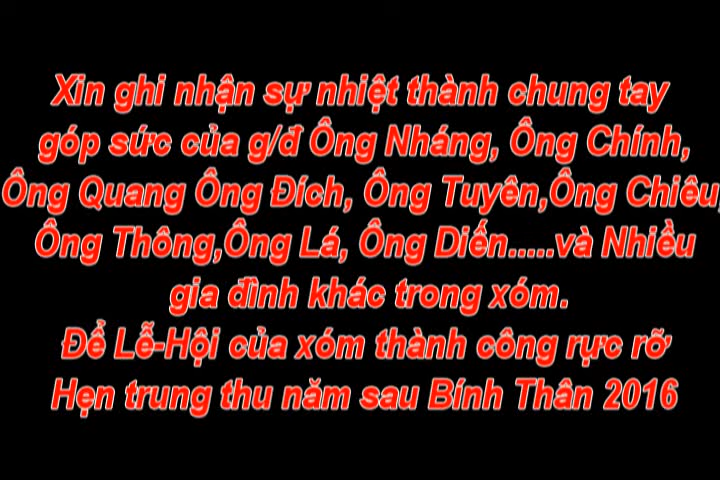 Xin ghi nhận sự nhiệt thành chung tay
góp sức của g/đ Ông Nháng, Ông Chính,
Ông Quang Ông Đích, Ông Tuyên,Ông Chiêu,
Ông Thông,Ông Lá, Ông Diến.....và Nhiều
gia đình khác trong xóm.
Để Lễ-Hội của xóm thành công rực rỡ
Hẹn trung thu năm sau Bính Thân 2016